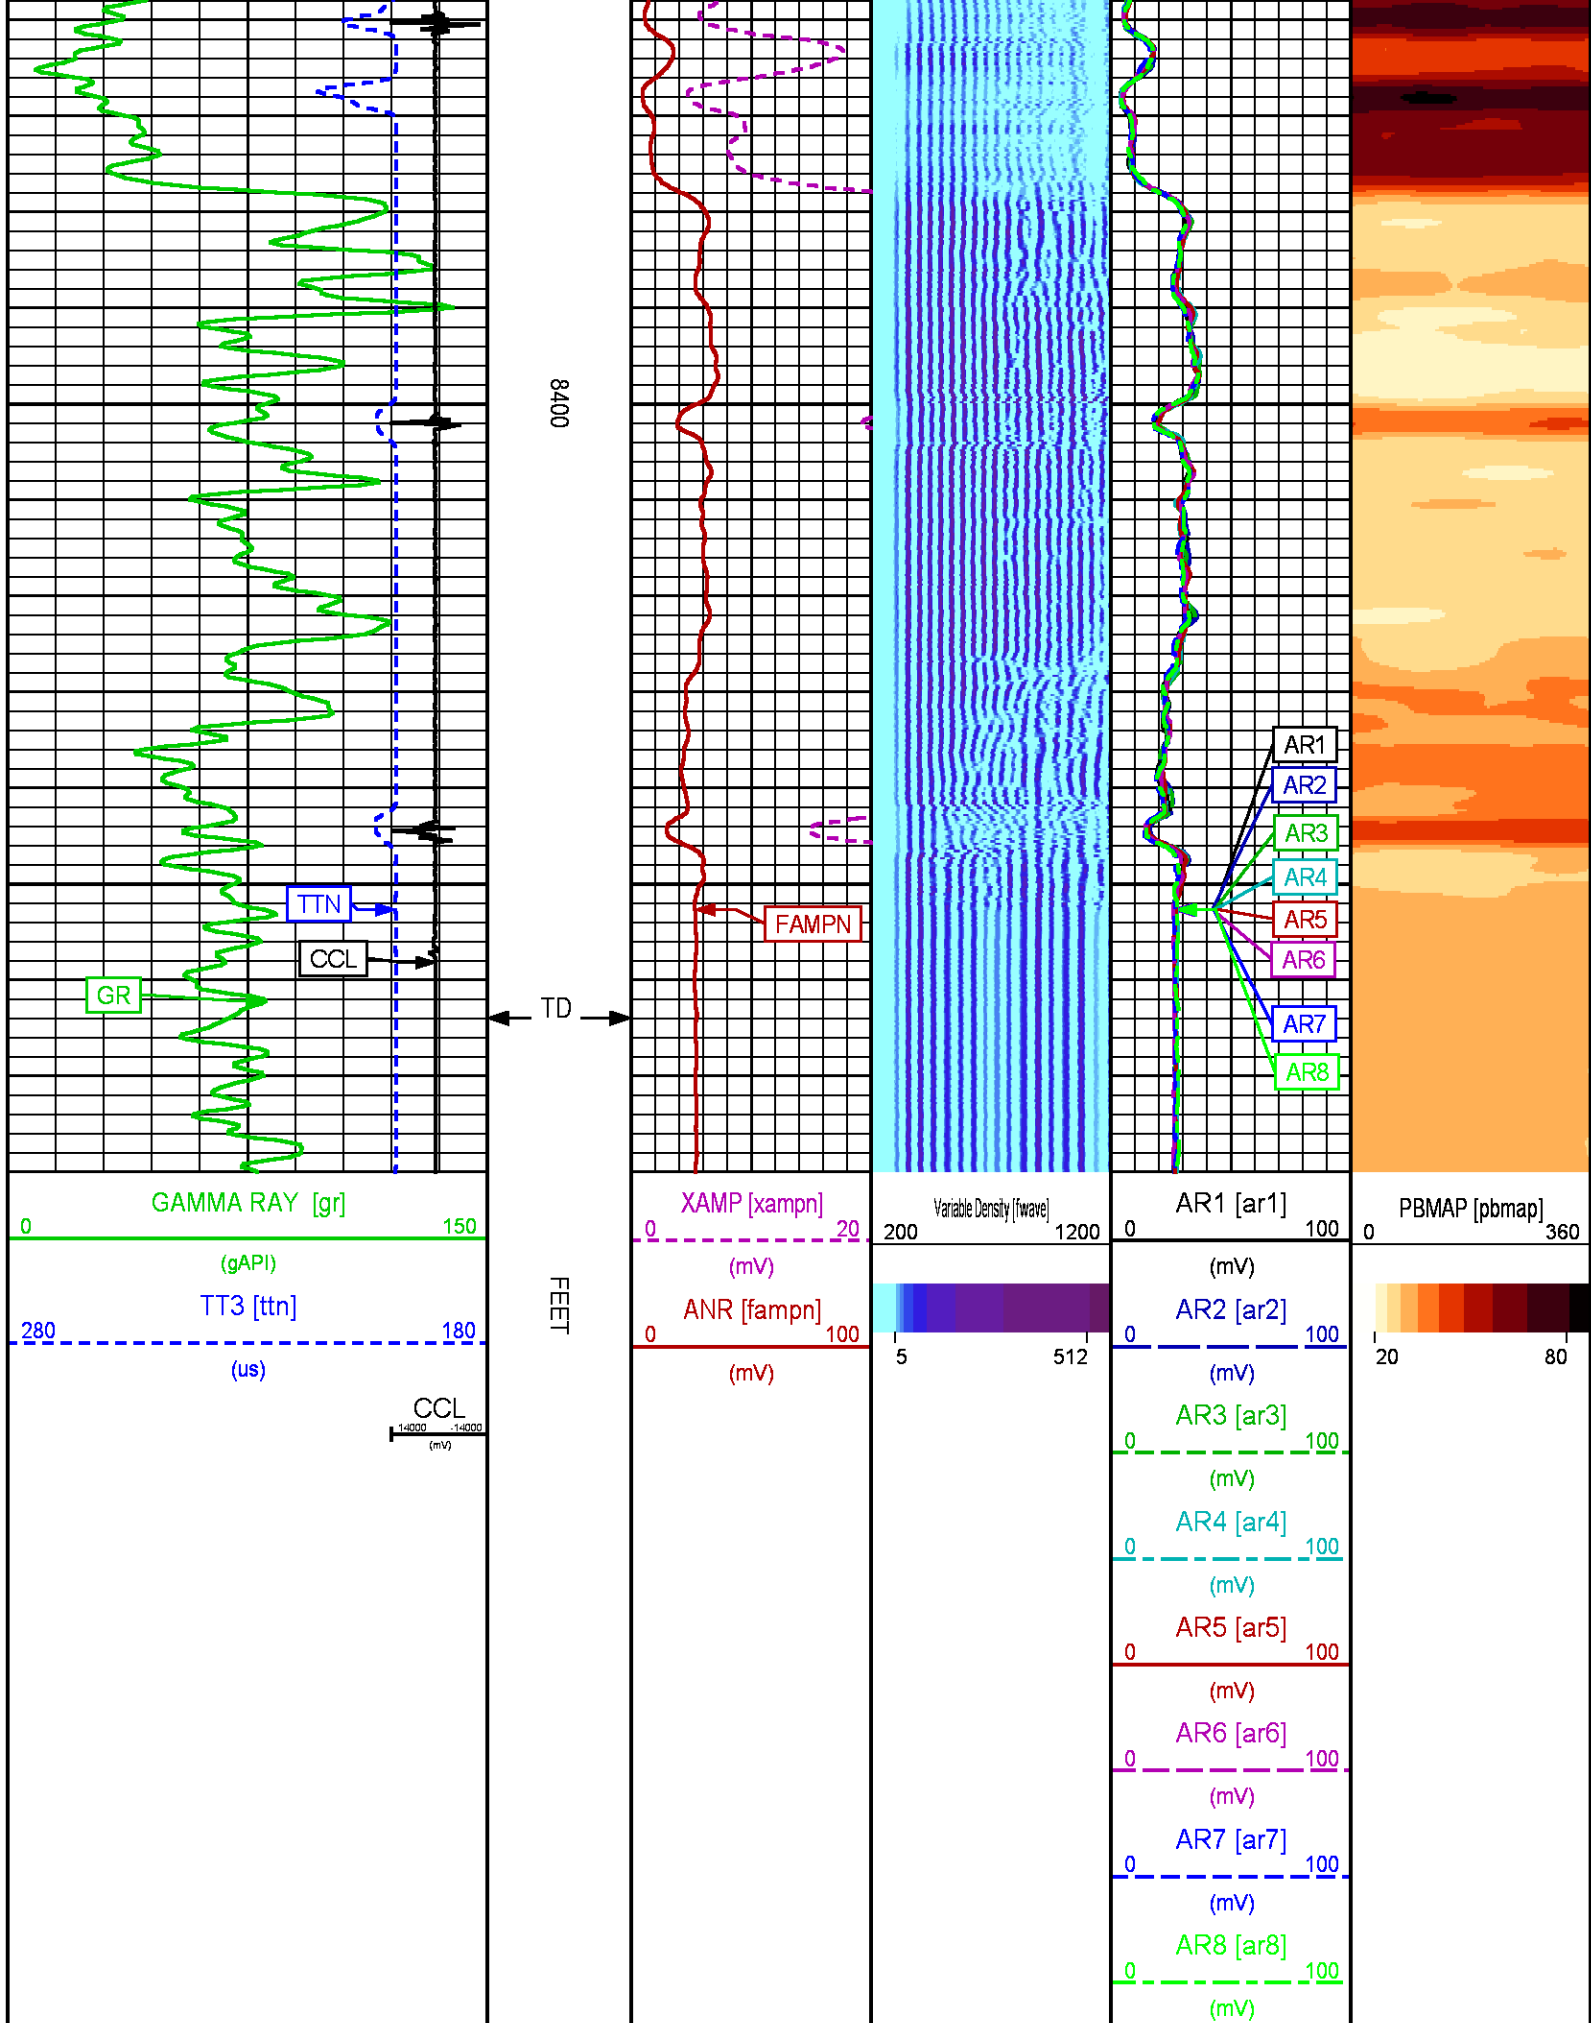 8400
AR1
AR2
AR3
AR4
TTN
AR5
FAMPN
CCL
AR6
GR
TD
AR7
AR8
GAMMA RAY [gr]
0 150
(gAPI)
TT3 [ttn]
280 180
(us)
CCL
14000 -14000
(mV)
FEET
XAMP [xampn]
0 20
(mV)
ANR [fampn]
0 100
(mV)
Variable Density [fwave]
200 1200
5 512
AR1 [ar1]
0 100
(mV)
AR2 [ar2]
0 100
(mV)
AR3 [ar3]
0 100
(mV)
AR4 [ar4]
0 100
(mV)
AR5 [ar5]
0 100
(mV)
AR6 [ar6]
0 100
(mV)
AR7 [ar7]
0 100
(mV)
AR8 [ar8]
0 100
(mV)
PBMAP [pbmap]
0 360
20 80